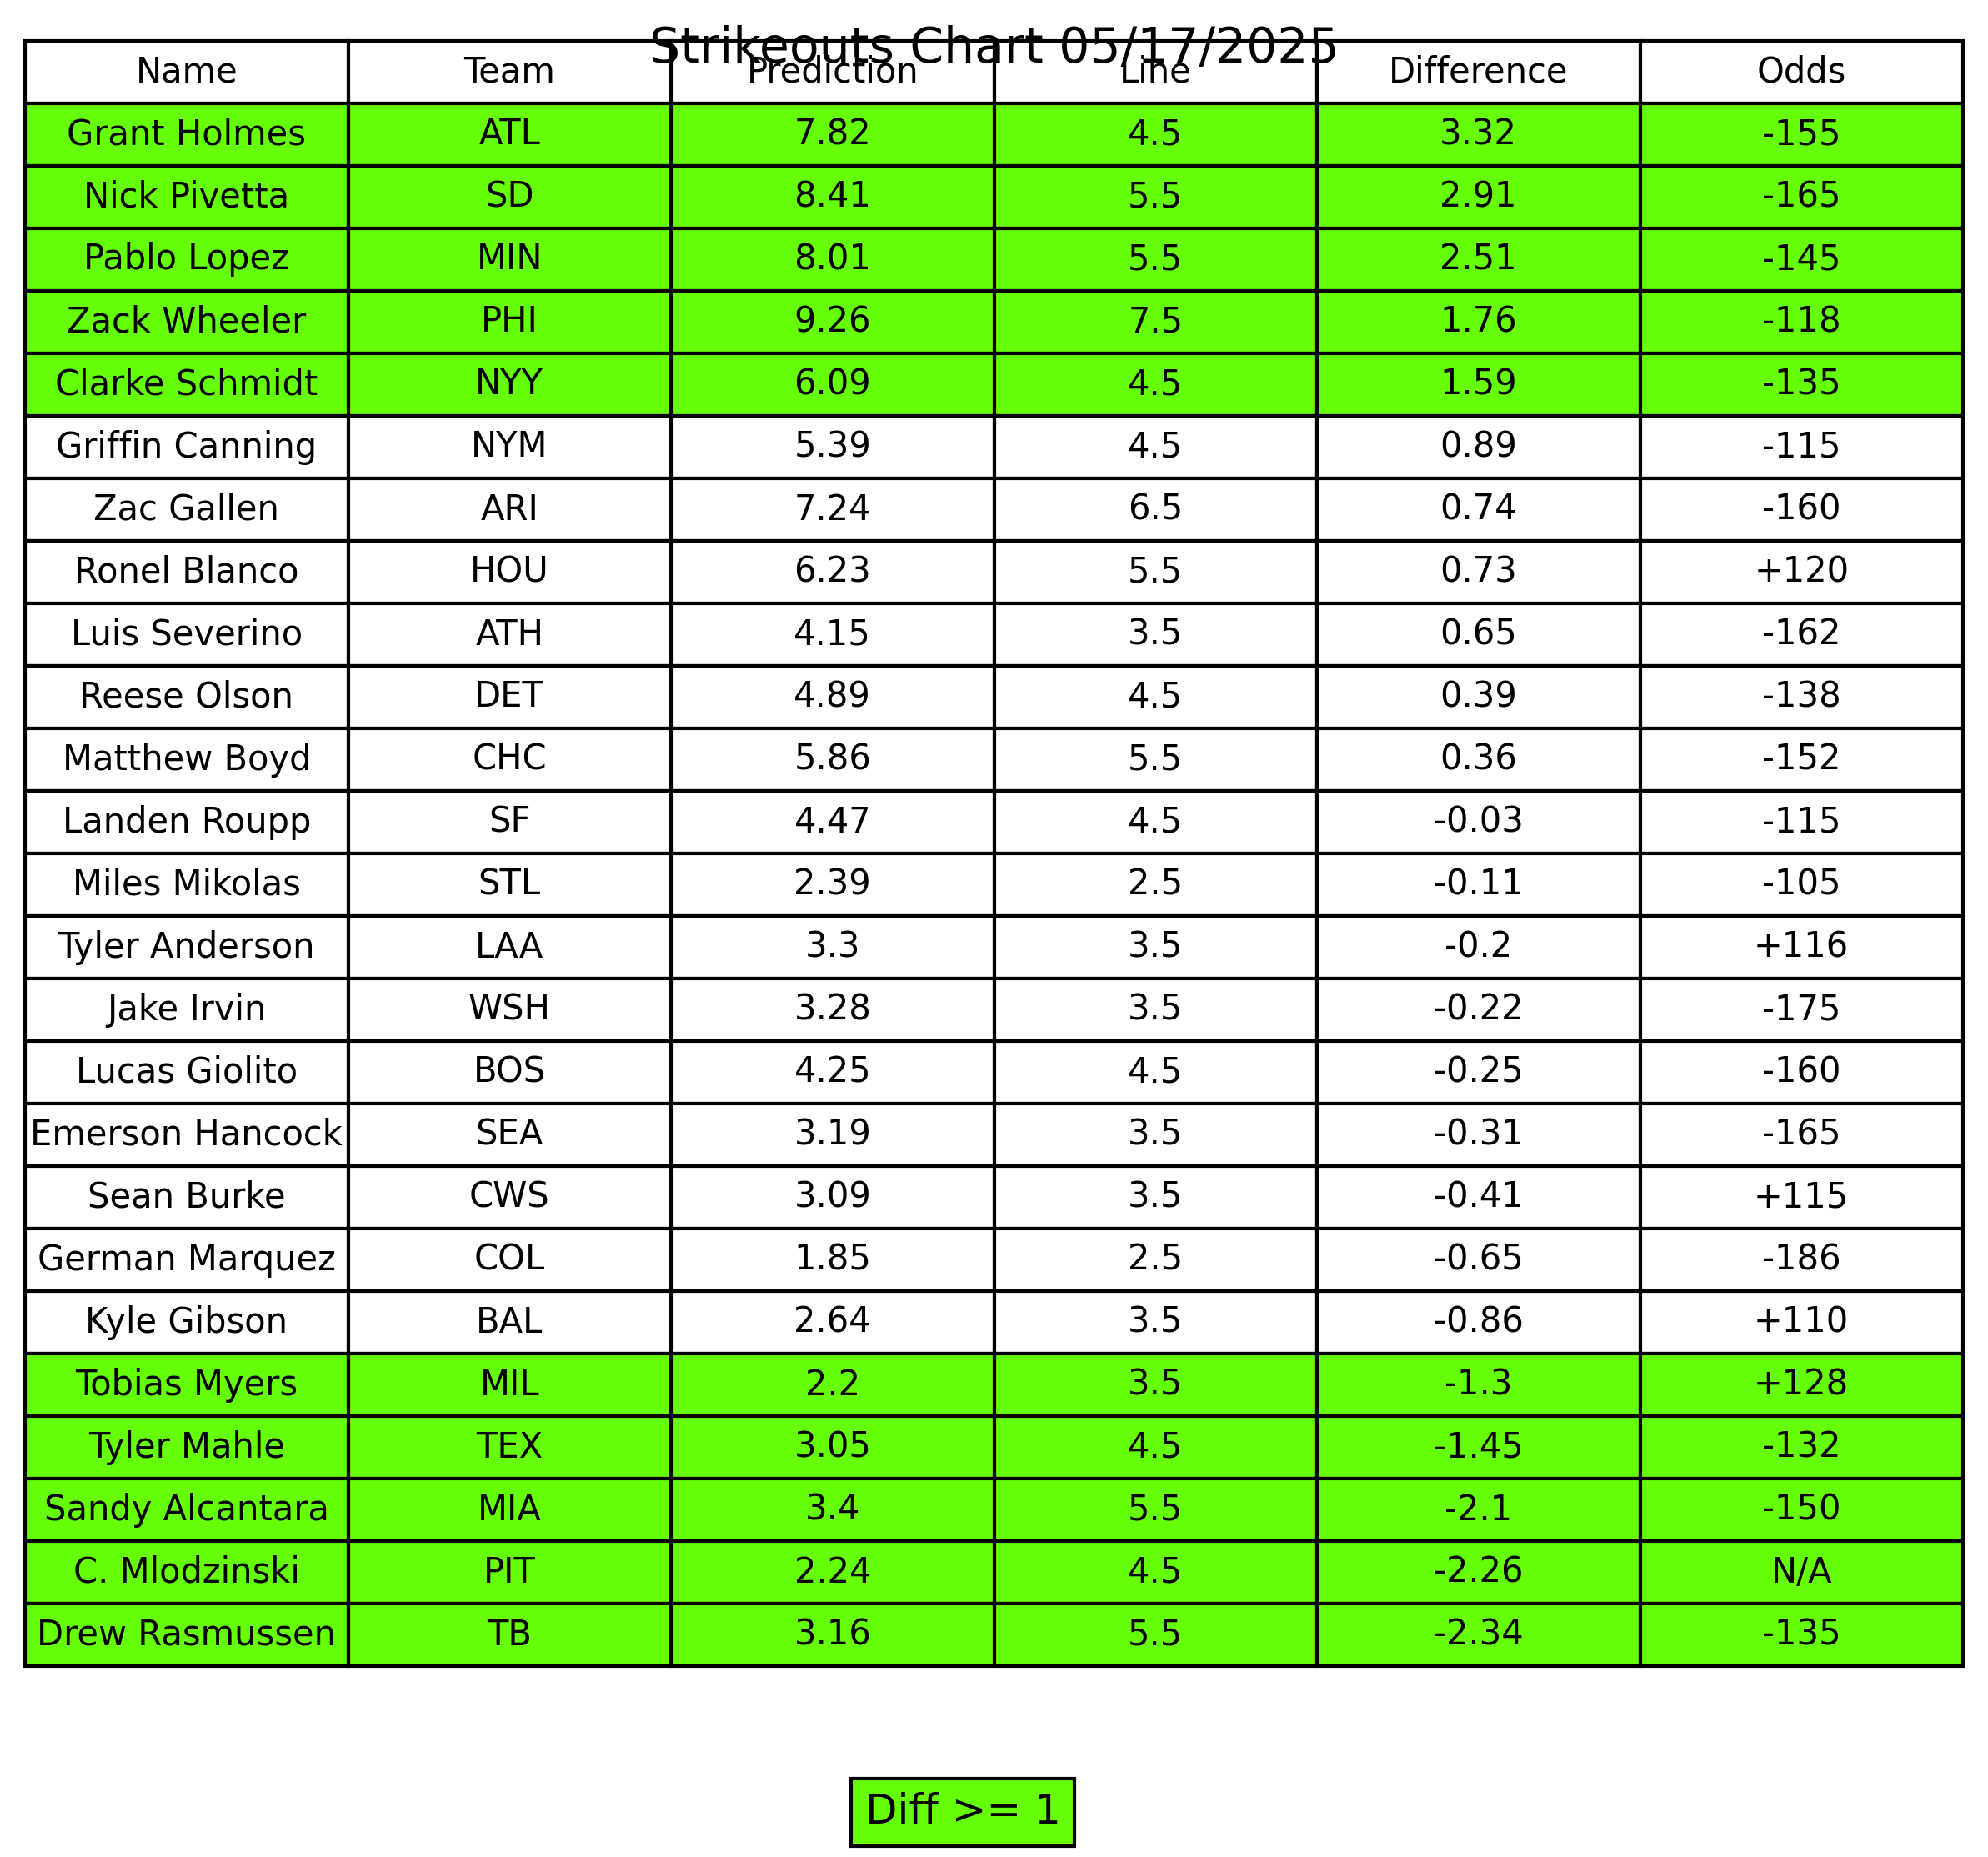 Strikeouts Chart 05/17/2025
Name Team Prediction Line Difference Odds
Grant Holmes ATL 7.82 4.5 3.32 -155
Nick Pivetta SD 8.41 5.5 2.91 -165
Pablo Lopez MIN 8.01 5.5 2.51 -145
Zack Wheeler PHI 9.26 7.5 1.76 -118
Clarke Schmidt NYY 6.09 4.5 1.59 -135
Griffin Canning NYM 5.39 4.5 0.89 -115
Zac Gallen ARI 7.24 6.5 0.74 -160
Ronel Blanco HOU 6.23 5.5 0.73 +120
Luis Severino ATH 4.15 3.5 0.65 -162
Reese Olson DET 4.89 4.5 0.39 -138
Matthew Boyd CHC 5.86 5.5 0.36 -152
Landen Roupp SF 4.47 4.5 -0.03 -115
Miles Mikolas STL 2.39 2.5 -0.11 -105
Tyler Anderson LAA 3.3 3.5 -0.2 +116
Jake Irvin WSH 3.28 3.5 -0.22 -175
Lucas Giolito BOS 4.25 4.5 -0.25 -160
Emerson Hancock SEA 3.19 3.5 -0.31 -165
Sean Burke CWS 3.09 3.5 -0.41 +115
German Marquez COL 1.85 2.5 -0.65 -186
Kyle Gibson BAL 2.64 3.5 -0.86 +110
Tobias Myers MIL 2.2 3.5 -1.3 +128
Tyler Mahle TEX 3.05 4.5 -1.45 -132
Sandy Alcantara MIA 3.4 5.5 -2.1 -150
C. Mlodzinski PIT 2.24 4.5 -2.26 N/A
Drew Rasmussen TB 3.16 5.5 -2.34 -135
Diff >= 1